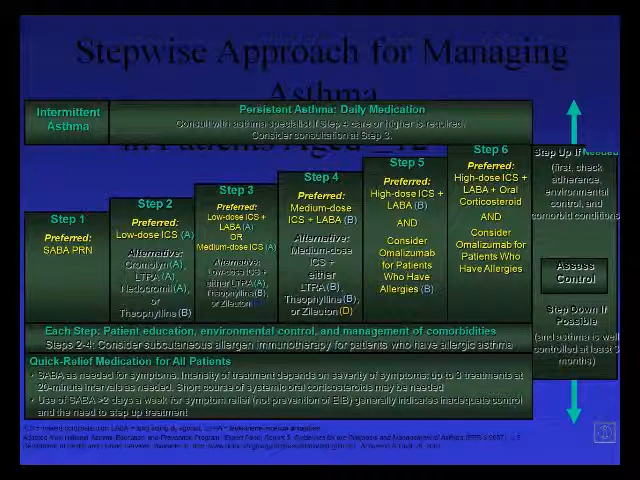 Stepwise Approach for Managing
Asthma
in Patients Aged
Intermittent
Asthma
Persistent Asthma: Daily Medication
Consult with asthma specialist if Step 4 care or higher is required.
Consider consultation at Step 3.
Step 1
Preferred:
SABA PRN
Step 2
Preferred:
Low-dose ICS (A)
Alternative:
Cromolyn(A),
LTRA(A),
Nedocromil(A),
or
Theophylline(B)
Step 3
Preferred:
Low-dose ICS +
LABA(A)
OR
Medium-dose ICS (A)
Alternative:
Low-dose ICS +
either LTRA(A),
Theophylline(B),
or Zileuton
Step 4
Preferred:
Medium-dose
ICS + LABA (B)
Alternative:
Medium-dose
ICS +
either
LTRA(B),
Theophylline(B),
or Zileuton(D)
Step 5
Preferred:
High-dose ICS +
LABA (B)
AND
Consider
Omalizumab for
Patients Who
Have Allergies (B)
Step 6
Preferred:
High-dose ICS +
LABA + Oral
Corticosteroid
AND
Consider
Omalizumab for
Patients Who
Have Allergies
Step Up If Needed
(first, check
adherence,
environmental
control, and
comorbid conditions)
Assess
Control
Step Down If
Possible
(and asthma is well
controlled at least 3
months)
Each Step: Patient education, environmental control, and management of comorbidities
Steps 2-4: Consider subcutaneous allergen immunotherapy for patients who have allergic asthma
Quick-Relief Medication for All Patients
• SABA as needed for symptoms. Intensity of treatment depends on severity of symptoms: up to 3 treatments at
20-minute intervals as needed. Short course of systemic oral corticosteroids may be needed
• Use of SABA >2 days a week for symptom relief (not prevention of EIB) generally indicates inadequate control
and the need to step up treatment